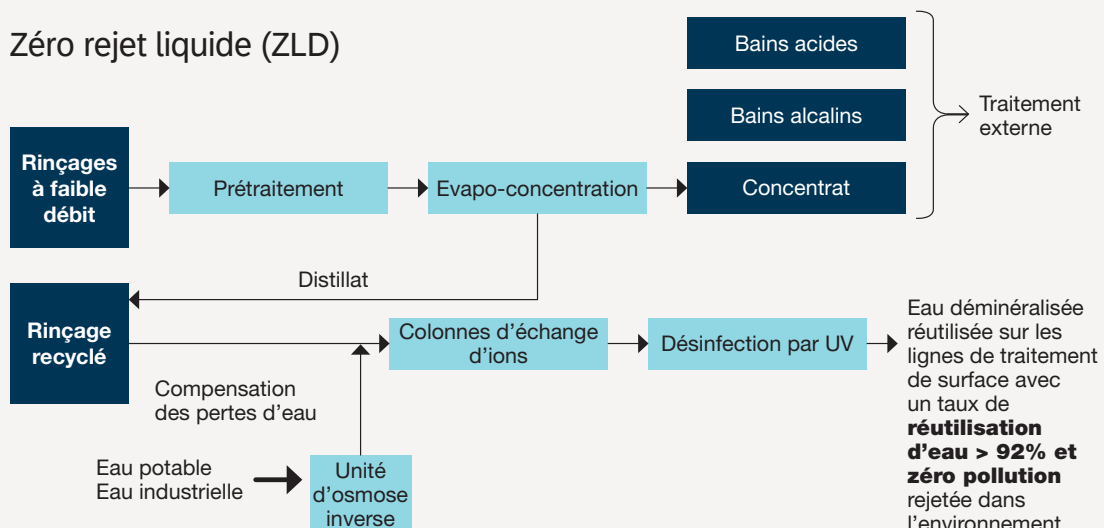 Zéro rejet liquide (ZLD)
Bains acides
Bains alcalins
Traitement
externe
Rinçages
à faible
débit
Prétraitement
Evapo-concentration
Concentrat
Distillat
Rinçage
recyclé
Colonnes d'échange
d'ions
Désinfection par UV
Eau déminéralisée
réutilisée sur les
lignes de traitement
de surface avec
un taux de
réutilisation
d'eau > 92% et
zéro pollution
rejetée dans
l'environnement
Compensation
des pertes d'eau
Eau potable
Eau industrielle
Unité
d'osmose
inverse